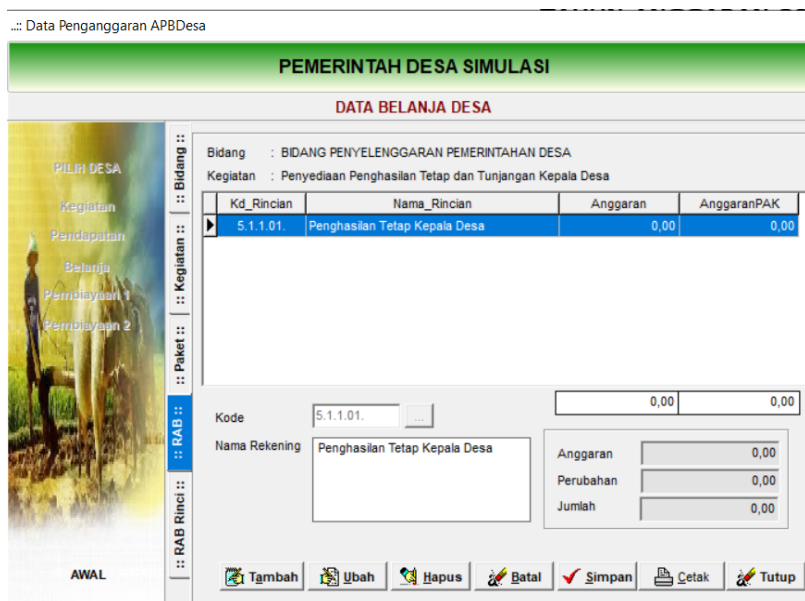 ..:: Data Penganggaran APBDesa
PEMERINTAH DESA SIMULASI
DATA BELANJA DESA
PILIH DESA
Kegiatan
Pendapatan
Belanja
Pembiayaan 1
Pembiayaan 2
AWAL
:: Bidang ::
:: Kegiatan ::
:: Paket ::
:: RAB ::
:: RAB Rinci ::
Bidang : BIDANG PENYELENGGARAN PEMERINTAHAN DESA
Kegiatan : Penyediaan Penghasilan Tetap dan Tunjangan Kepala Desa
Kd_Rincian Nama_Rincian Anggaran AnggaranPAK
5.1.1.01. Penghasilan Tetap Kepala Desa 0,00 0,00
0,00 0,00
Kode 5.1.1.01. ...
Nama Rekening Penghasilan Tetap Kepala Desa
Anggaran 0,00
Perubahan 0,00
Jumlah 0,00
Tambah Ubah Hapus Batal Simpan Cetak Tutup